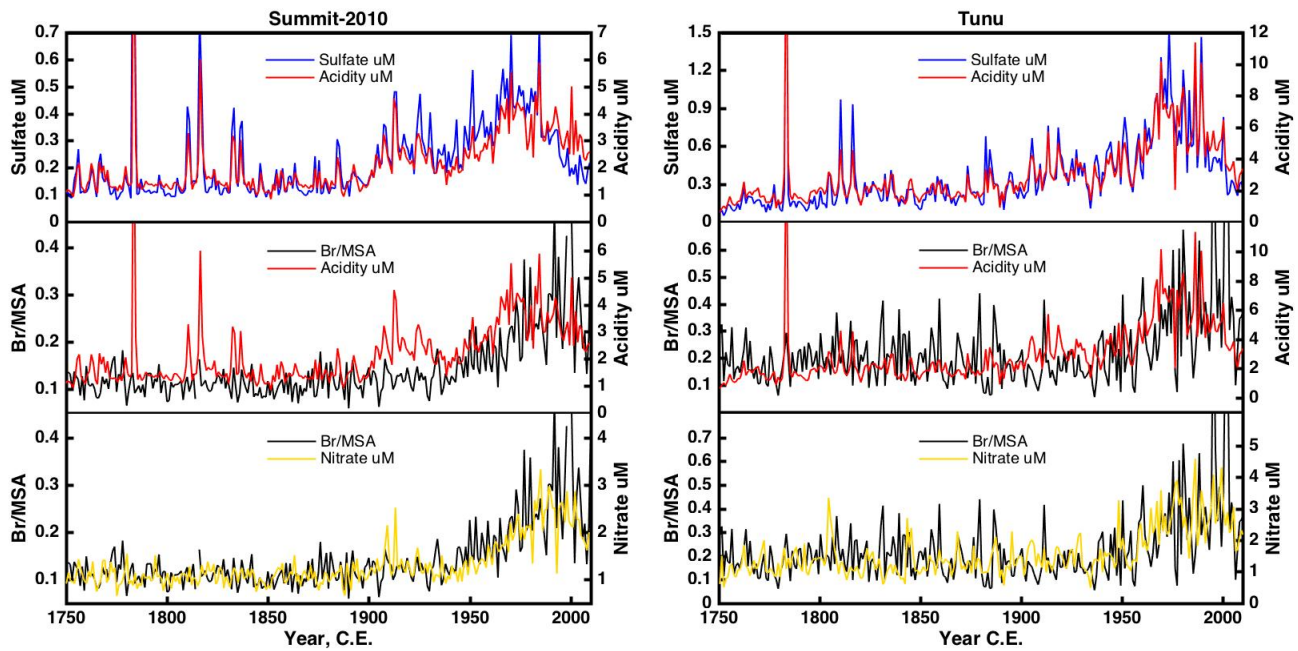 Summit-2010
0.7
0.6
0.5
0.4
0.3
0.2
0.1
0
Sulfate uM
Sulfate uM
Acidity uM
7
6
5
4
3
2
1
0
Acidity uM
0.4
0.3
0.2
0.1
Br/MSA
Br/MSA
Acidity uM
6
5
4
3
2
1
0
Acidity uM
0.4
0.3
0.2
0.1
Br/MSA
Br/MSA
Nitrate uM
4
3
2
1
Nitrate uM
1750 1800 1850 1900 1950 2000
Year, C.E.
Tunu
1.5
1.2
0.9
0.6
0.3
0
Sulfate uM
Sulfate uM
Acidity uM
12
10
8
6
4
2
0
Acidity uM
0.6
0.5
0.4
0.3
0.2
0.1
Br/MSA
Br/MSA
Acidity uM
10
8
6
4
2
0
Acidity uM
0.7
0.6
0.5
0.4
0.3
0.2
0.1
0
Br/MSA
Br/MSA
Nitrate uM
5
4
3
2
1
0
Nitrate uM
1750 1800 1850 1900 1950 2000
Year C.E.